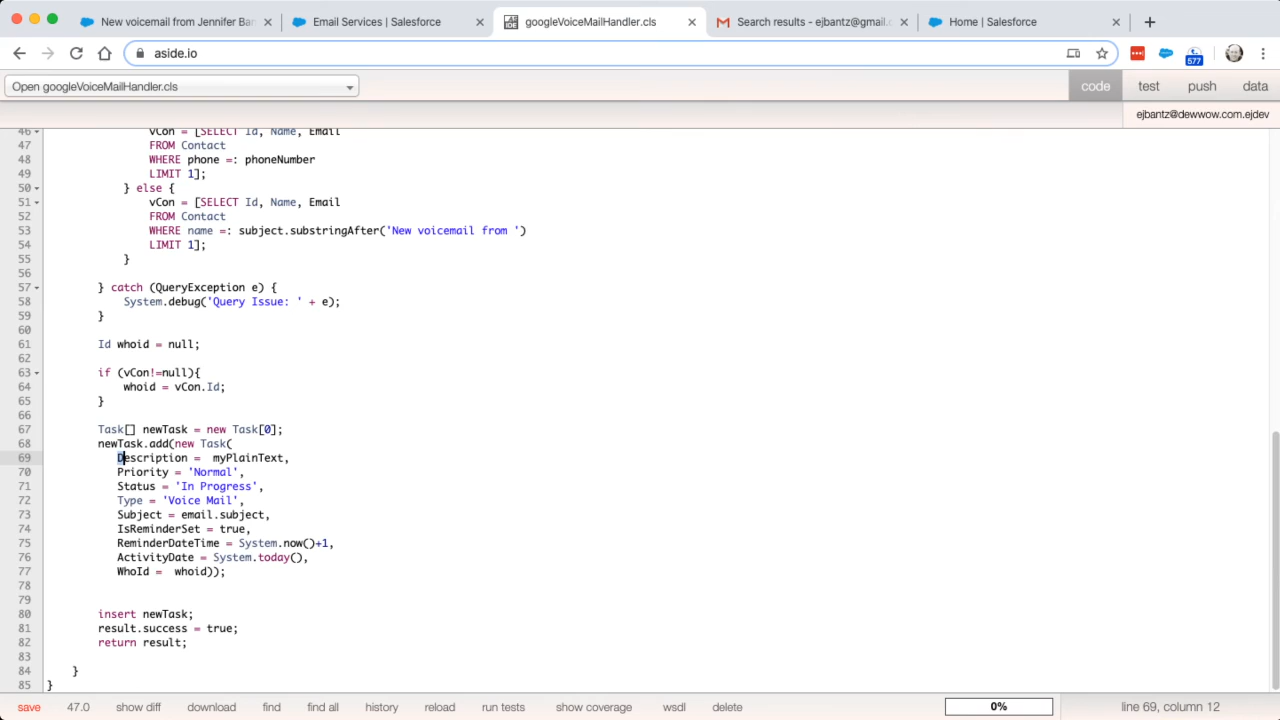 New voicemail from Jennifer Ban
Email Services | Salesforce
googleVoiceMailHandler.cls
Search results - ejbantz@gmail.c
Home | Salesforce
aside.io
577
Open googleVoiceMailHandler.cls
code
test
push
data
ejbantz@dewwow.com.ejdev
46 vCon = [SELECT Id, Name, Email
47 FROM Contact
48 WHERE phone =: phoneNumber
49 LIMIT 1];
50 } else {
51 vCon = [SELECT Id, Name, Email
52 FROM Contact
53 WHERE name =: subject.substringAfter('New voicemail from ')
54 LIMIT 1];
55 }
56
57 } catch (QueryException e) {
58 System.debug('Query Issue: ' + e);
59 }
60
61 Id whoid = null;
62
63 if (vCon!=null){
64 whoid = vCon.Id;
65 }
66
67 Task[] newTask = new Task[0];
68 newTask.add(new Task(
69 Description =  myPlainText,
70 Priority = 'Normal',
71 Status = 'In Progress',
72 Type = 'Voice Mail',
73 Subject = email.subject,
74 IsReminderSet = true,
75 ReminderDateTime = System.now()+1,
76 ActivityDate = System.today(),
77 WhoId =  whoid));
78
79
80 insert newTask;
81 result.success = true;
82 return result;
83
84 }
85 }
save
47.0
show diff
download
find
find all
history
reload
run tests
show coverage
wsdl
delete
0%
line 69, column 12